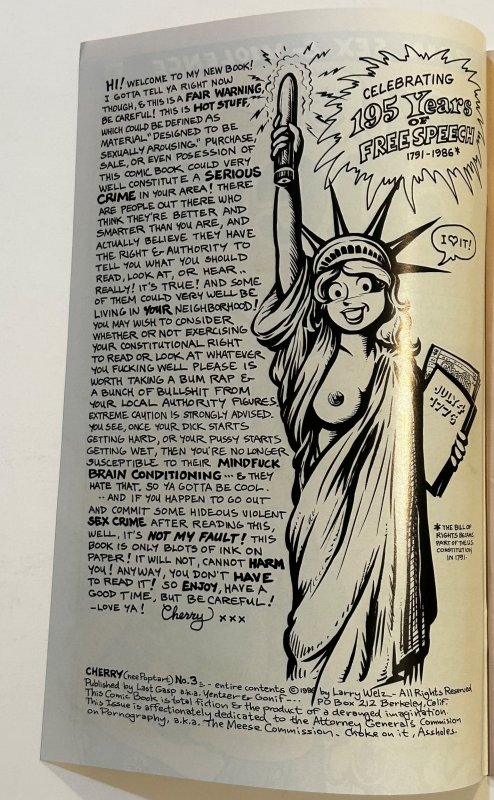 HI! WELCOME TO MY NEW BOOK!
I GOTTA TELL YA RIGHT NOW
THOUGH, & THIS IS A FAIR WARNING,
BE CAREFUL! THIS IS HOT STUFF,
WHICH COULD BE DEFINED AS
MATERIAL "DESIGNED TO BE
SEXUALLY AROUSING." PURCHASE,
SALE, OR EVEN POSESSION OF
THIS COMIC BOOK COULD VERY
WELL CONSTITUTE A SERIOUS
CRIME IN YOUR AREA! THERE
ARE PEOPLE OUT THERE WHO
THINK THEY'RE BETTER AND
SMARTER THAN YOU ARE, AND
ACTUALLY BELIEVE THEY HAVE
THE RIGHT & AUTHORITY TO
TELL YOU WHAT YOU SHOULD
READ, LOOK AT, OR HEAR..
REALLY! IT'S TRUE! AND SOME
OF THEM COULD VERY WELL BE
LIVING IN YOUR NEIGHBORHOOD!
YOU MAY WISH TO CONSIDER
WHETHER OR NOT EXERCISING
YOUR CONSTITUTIONAL RIGHT
TO READ OR LOOK AT WHATEVER
YOU FUCKING WELL PLEASE IS
WORTH TAKING A BUM RAP &
A BUNCH OF BULLSHIT FROM
YOUR LOCAL AUTHORITY FIGURES.
EXTREME CAUTION IS STRONGLY ADVISED.
YOU SEE, ONCE YOUR DICK STARTS
GETTING HARD, OR YOUR PUSSY STARTS
GETTING WET, THEN YOU'RE NO LONGER
SUSCEPTIBLE TO THEIR MINDFUCK
BRAIN CONDITIONING --- & THEY
HATE THAT. SO YA GOTTA BE COOL.
-- AND IF YOU HAPPEN TO GO OUT
AND COMMIT SOME HIDEOUS VIOLENT
SEX CRIME AFTER READING THIS,
WELL, IT'S NOT MY FAULT! THIS
BOOK IS ONLY BLOTS OF INK ON
PAPER! IT WILL NOT, CANNOT HARM
YOU! ANYWAY, YOU DON'T HAVE
TO READ IT! SO ENJOY, HAVE A
GOOD TIME, BUT BE CAREFUL!
-LOVE YA! Cherry xxx
CELEBRATING
195 Years
OF
FREE SPEECH
1791-1986*
I ♥ IT!
JULY 4,
1776
* THE BILL OF
RIGHTS BECAME
PART OF THE U.S.
CONSTITUTION
IN 1791.
CHERRY (nee Poptart) No. 3 :- entire contents © 1986 by Larry Welz - All Rights Reserved
Published by Last Gasp a.k.a. Yentzer & Gonif --- PO Box 212 Berkeley, Calif.
This Comic Book is total fiction & the product of a deranged imagination
This Issue is affectionately dedicated to the Attorney General's Commision
on Pornography, a.k.a. The Meese Commission. - Choke on it, Assholes.